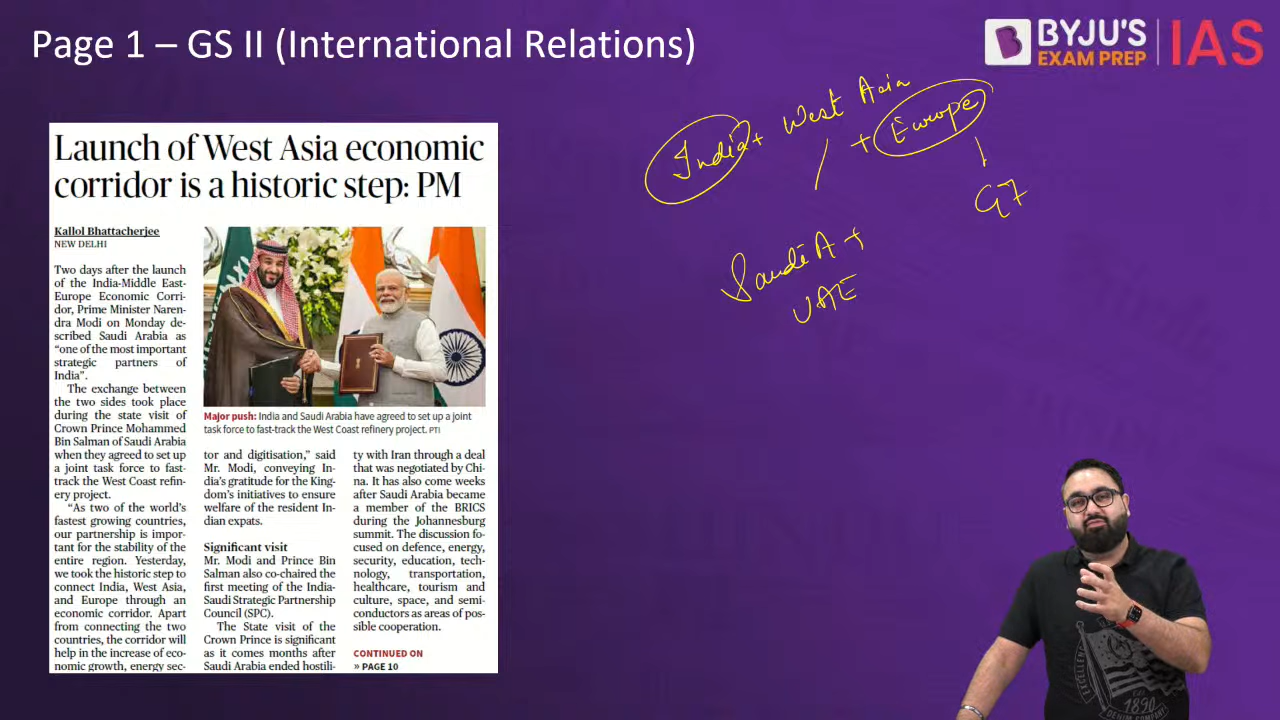 Page 1 – GS II (International Relations)
BYJU'S
EXAM PREP
IAS
India + West Asia
+ Europe
G7
Saudi A +
UAE
Launch of West Asia economic
corridor is a historic step: PM
Kallol Bhattacherjee
NEW DELHI
Two days after the launch
of the India-Middle East-
Europe Economic Corri-
dor, Prime Minister Naren-
dra Modi on Monday de-
scribed Saudi Arabia as
“one of the most important
strategic partners of
India”.
The exchange between
the two sides took place
during the state visit of
Crown Prince Mohammed
Bin Salman of Saudi Arabia
when they agreed to set up
a joint task force to fast-
track the West Coast refin-
ery project.
“As two of the world’s
fastest growing countries,
our partnership is impor-
tant for the stability of the
entire region. Yesterday,
we took the historic step to
connect India, West Asia,
and Europe through an
economic corridor. Apart
from connecting the two
countries, the corridor will
help in the increase of eco-
nomic growth, energy sec-
Major push: India and Saudi Arabia have agreed to set up a joint
task force to fast-track the West Coast refinery project. PTI
tor and digitisation,” said
Mr. Modi, conveying In-
dia’s gratitude for the King-
dom’s initiatives to ensure
welfare of the resident In-
dian expats.
Significant visit
Mr. Modi and Prince Bin
Salman also co-chaired the
first meeting of the India-
Saudi Strategic Partnership
Council (SPC).
The State visit of the
Crown Prince is significant
as it comes months after
Saudi Arabia ended hostili-
ty with Iran through a deal
that was negotiated by Chi-
na. It has also come weeks
after Saudi Arabia became
a member of the BRICS
during the Johannesburg
summit. The discussion fo-
cused on defence, energy,
security, education, tech-
nology, transportation,
healthcare, tourism and
culture, space, and semi-
conductors as areas of pos-
sible cooperation.
CONTINUED ON
» PAGE 10
1890